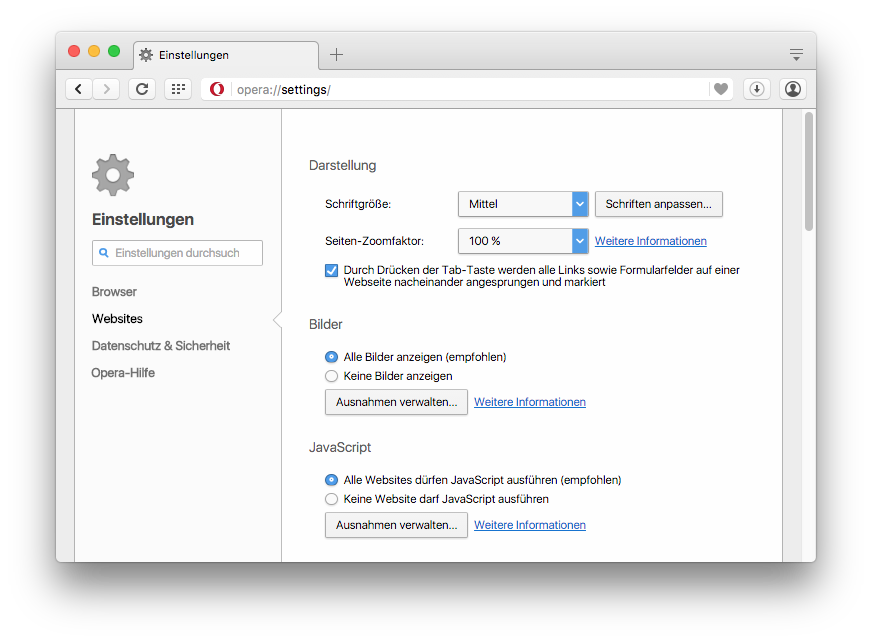 Einstellungen
opera://settings/
Einstellungen
Einstellungen durchsuch
Browser
Websites
Datenschutz & Sicherheit
Opera-Hilfe
Darstellung
Schriftgröße: Mittel Schriften anpassen...
Seiten-Zoomfaktor: 100 % Weitere Informationen
Durch Drücken der Tab-Taste werden alle Links sowie Formularfelder auf einer
Webseite nacheinander angesprungen und markiert
Bilder
Alle Bilder anzeigen (empfohlen)
Keine Bilder anzeigen
Ausnahmen verwalten... Weitere Informationen
JavaScript
Alle Websites dürfen JavaScript ausführen (empfohlen)
Keine Website darf JavaScript ausführen
Ausnahmen verwalten... Weitere Informationen